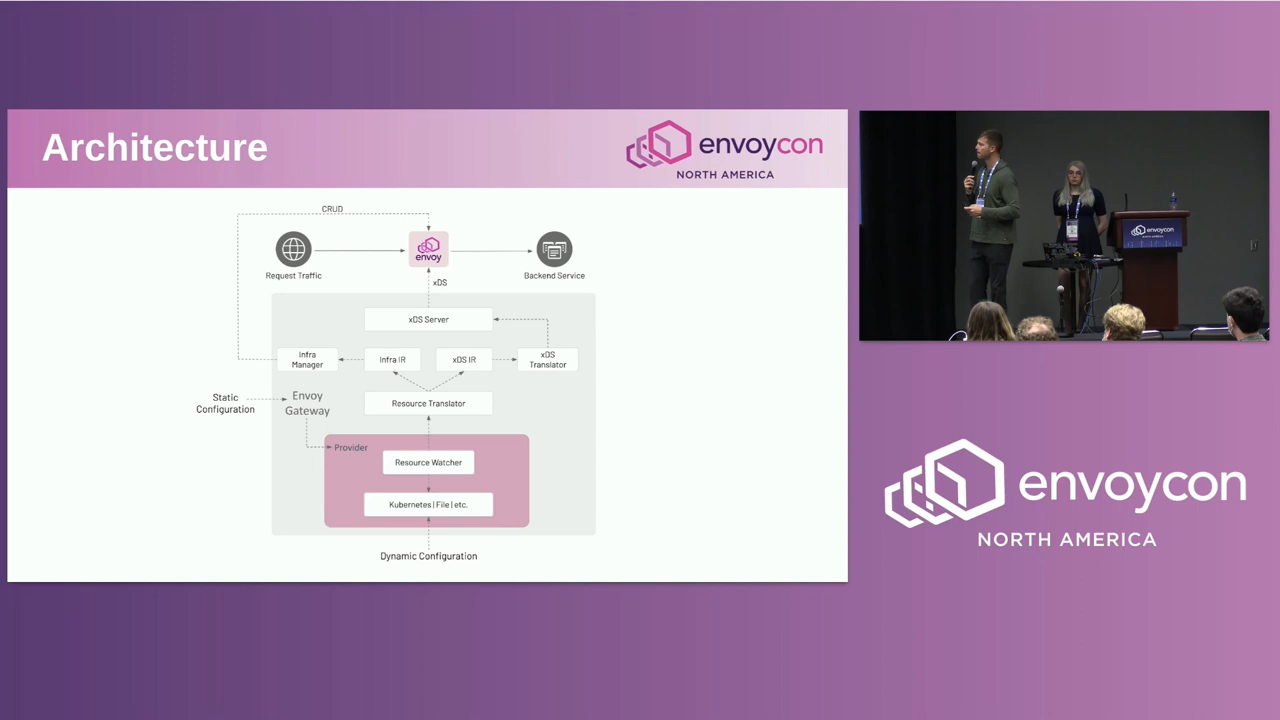 Architecture
envoycon
NORTH AMERICA
CRUD
envoy
Request Traffic
Backend Service
xDS
xDS Server
Infra
Manager
Infra IR
xDS IR
xDS
Translator
Static
Configuration
Envoy
Gateway
Resource Translator
Provider
Resource Watcher
Kubernetes | File | etc.
Dynamic Configuration
envoycon
envoycon
NORTH AMERICA